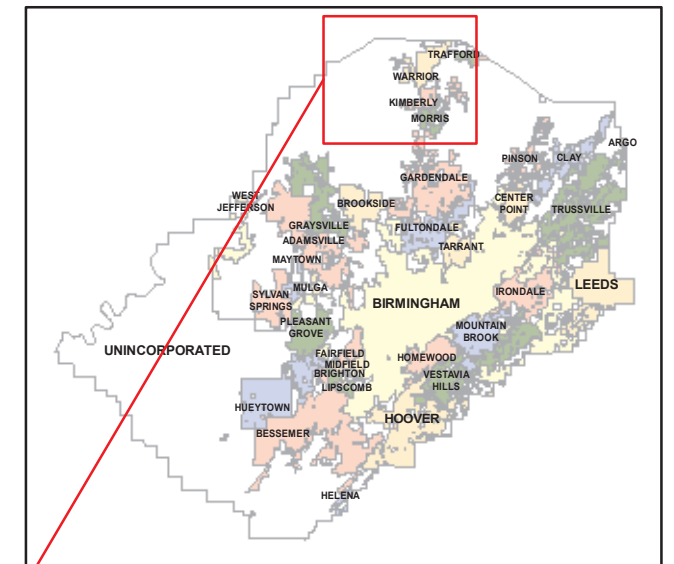 TRAFFORD
WARRIOR
KIMBERLY
MORRIS
ARGO
PINSON
CLAY
GARDENDALE
WEST
JEFFERSON
BROOKSIDE
CENTER
POINT
TRUSSVILLE
GRAYSVILLE
FULTONDALE
ADAMSVILLE
TARRANT
MAYTOWN
MULGA
SYLVAN
SPRINGS
BIRMINGHAM
IRONDALE
LEEDS
PLEASANT
GROVE
MOUNTAIN
BROOK
UNINCORPORATED
FAIRFIELD
MIDFIELD
HOMEWOOD
BRIGHTON
VESTAVIA
HILLS
LIPSCOMB
HUEYTOWN
HOOVER
BESSEMER
HELENA